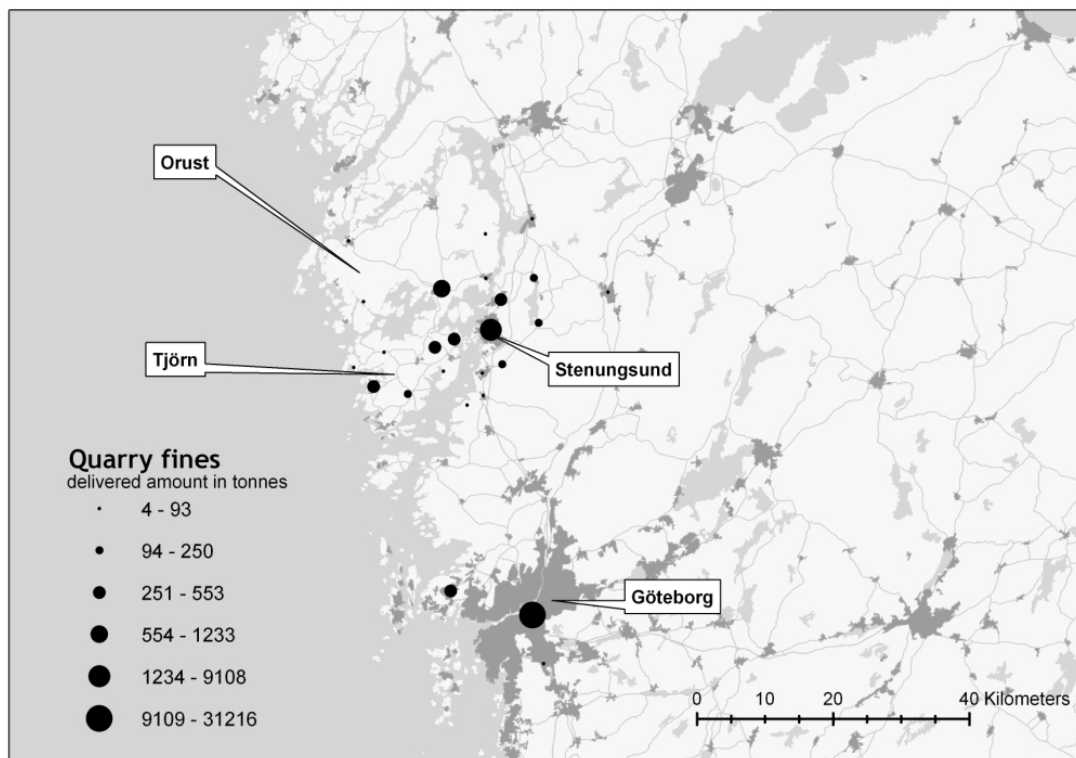 Orust
Tjörn
Stenungsund
Quarry fines
delivered amount in tonnes
4 - 93
94 - 250
251 - 553
554 - 1233
1234 - 9108
9109 - 31216
Göteborg
0 10 20 40 Kilometers